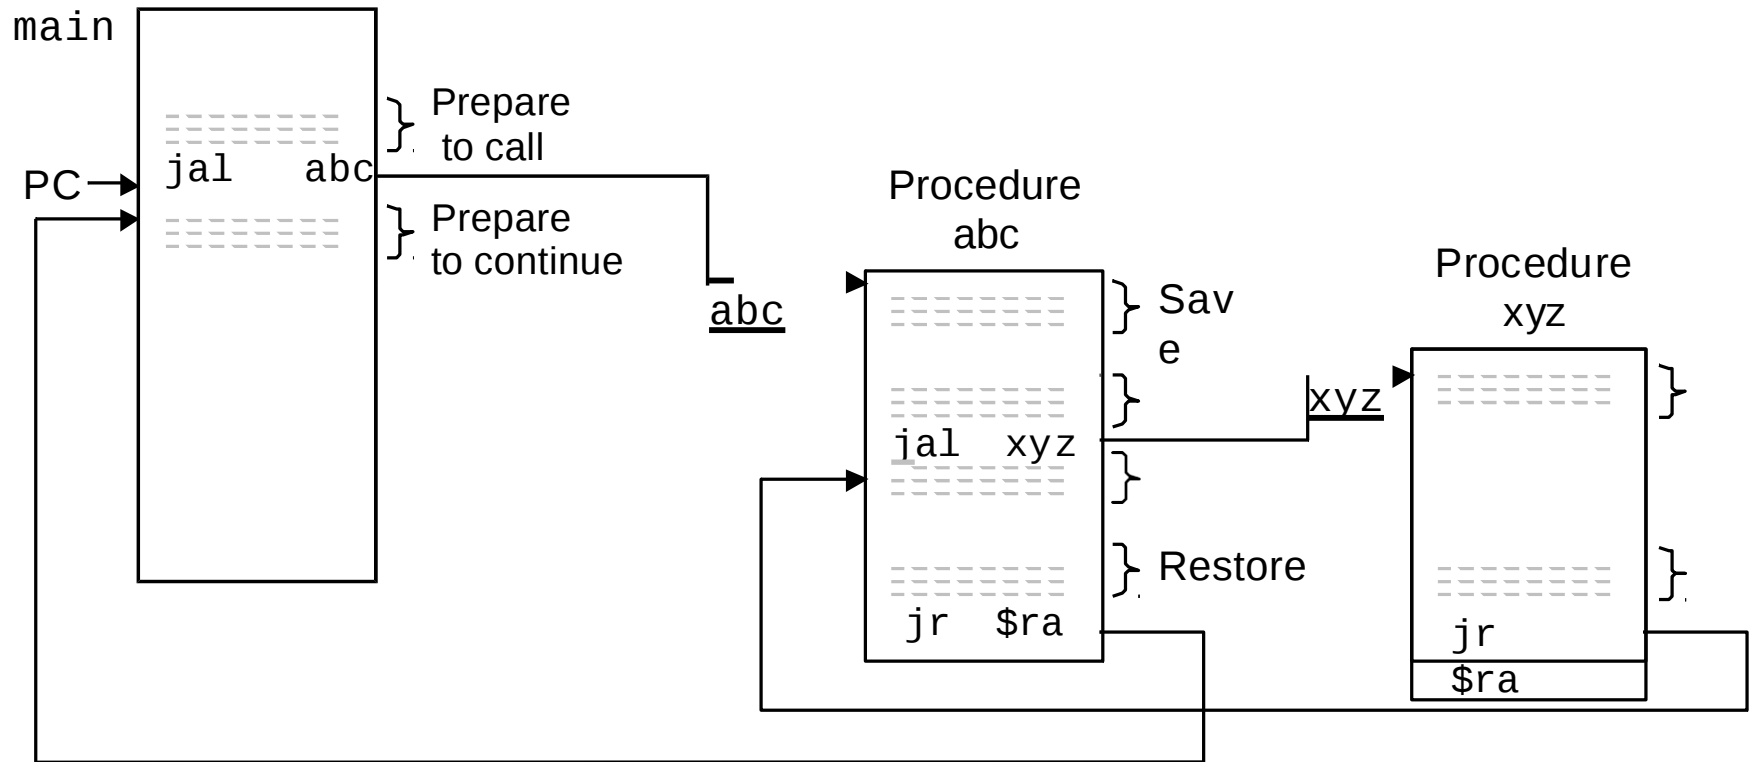 main
Prepare
to call
jal abc
PC
Prepare
to continue
abc
Procedure
abc
Sav
e
jal xyz
Restore
jr $ra
xyz
Procedure
xyz
jr
$ra